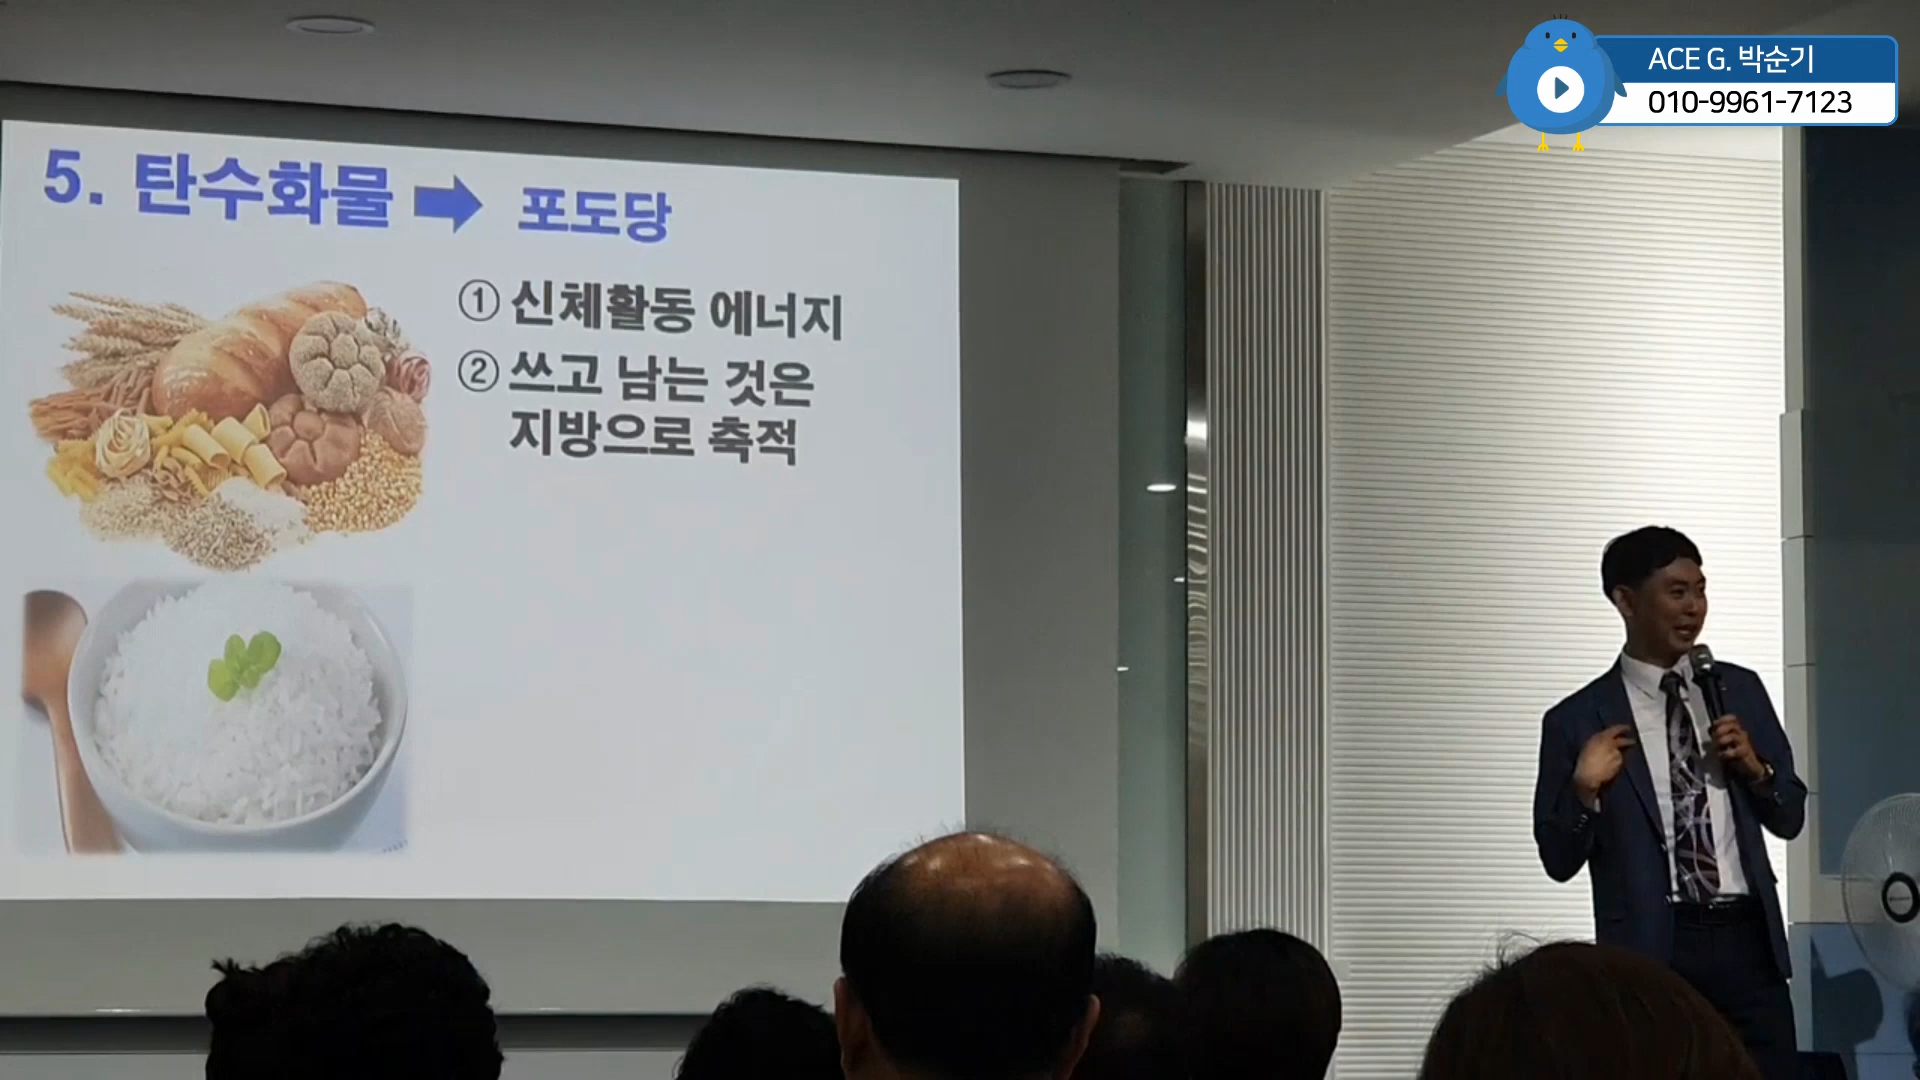 ACE G. 박순기
010-9961-7123
5. 탄수화물 ➡ 포도당
① 신체활동 에너지
② 쓰고 남는 것은
지방으로 축적